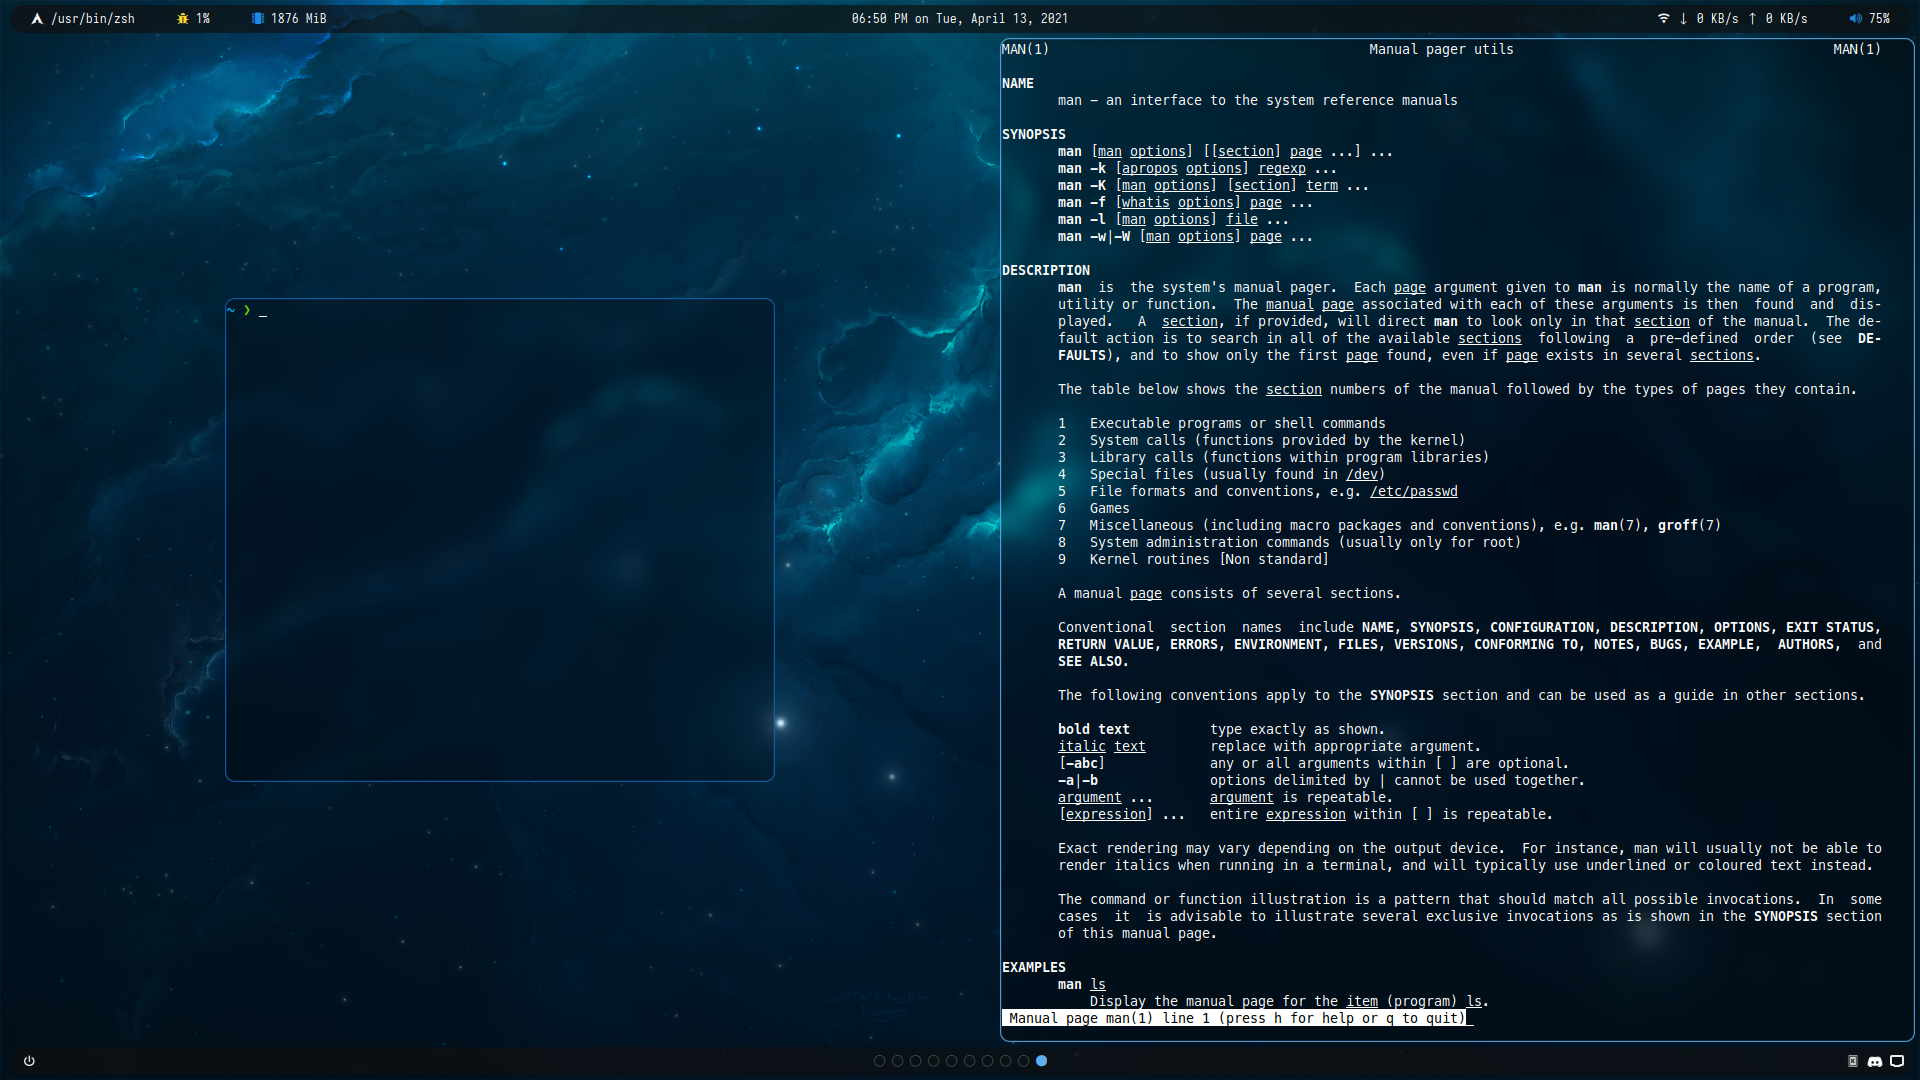 /usr/bin/zsh 1% 1876 MiB 06:50 PM on Tue, April 13, 2021 ↓ 0 KB/s ↑ 0 KB/s 75%
MAN(1) Manual pager utils MAN(1)
NAME
man – an interface to the system reference manuals
SYNOPSIS
man [man options] [[section] page ...] ...
man –k [apropos options] regexp ...
man –K [man options] [section] term ...
man –f [whatis options] page ...
man –l [man options] file ...
man –w|–W [man options] page ...
DESCRIPTION
man is the system's manual pager. Each page argument given to man is normally the name of a program,
utility or function. The manual page associated with each of these arguments is then found and dis–
played. A section, if provided, will direct man to look only in that section of the manual. The de–
fault action is to search in all of the available sections following a pre–defined order (see DE–
FAULTS), and to show only the first page found, even if page exists in several sections.
The table below shows the section numbers of the manual followed by the types of pages they contain.
1 Executable programs or shell commands
2 System calls (functions provided by the kernel)
3 Library calls (functions within program libraries)
4 Special files (usually found in /dev)
5 File formats and conventions, e.g. /etc/passwd
6 Games
7 Miscellaneous (including macro packages and conventions), e.g. man(7), groff(7)
8 System administration commands (usually only for root)
9 Kernel routines [Non standard]
A manual page consists of several sections.
Conventional section names include NAME, SYNOPSIS, CONFIGURATION, DESCRIPTION, OPTIONS, EXIT STATUS,
RETURN VALUE, ERRORS, ENVIRONMENT, FILES, VERSIONS, CONFORMING TO, NOTES, BUGS, EXAMPLE, AUTHORS, and
SEE ALSO.
The following conventions apply to the SYNOPSIS section and can be used as a guide in other sections.
bold text type exactly as shown.
italic text replace with appropriate argument.
[–abc] any or all arguments within [ ] are optional.
–a|–b options delimited by | cannot be used together.
argument ... argument is repeatable.
[expression] ... entire expression within [ ] is repeatable.
Exact rendering may vary depending on the output device. For instance, man will usually not be able to
render italics when running in a terminal, and will typically use underlined or coloured text instead.
The command or function illustration is a pattern that should match all possible invocations. In some
cases it is advisable to illustrate several exclusive invocations as is shown in the SYNOPSIS section
of this manual page.
EXAMPLES
man ls
Display the manual page for the item (program) ls.
Manual page man(1) line 1 (press h for help or q to quit)
~ ❯ _